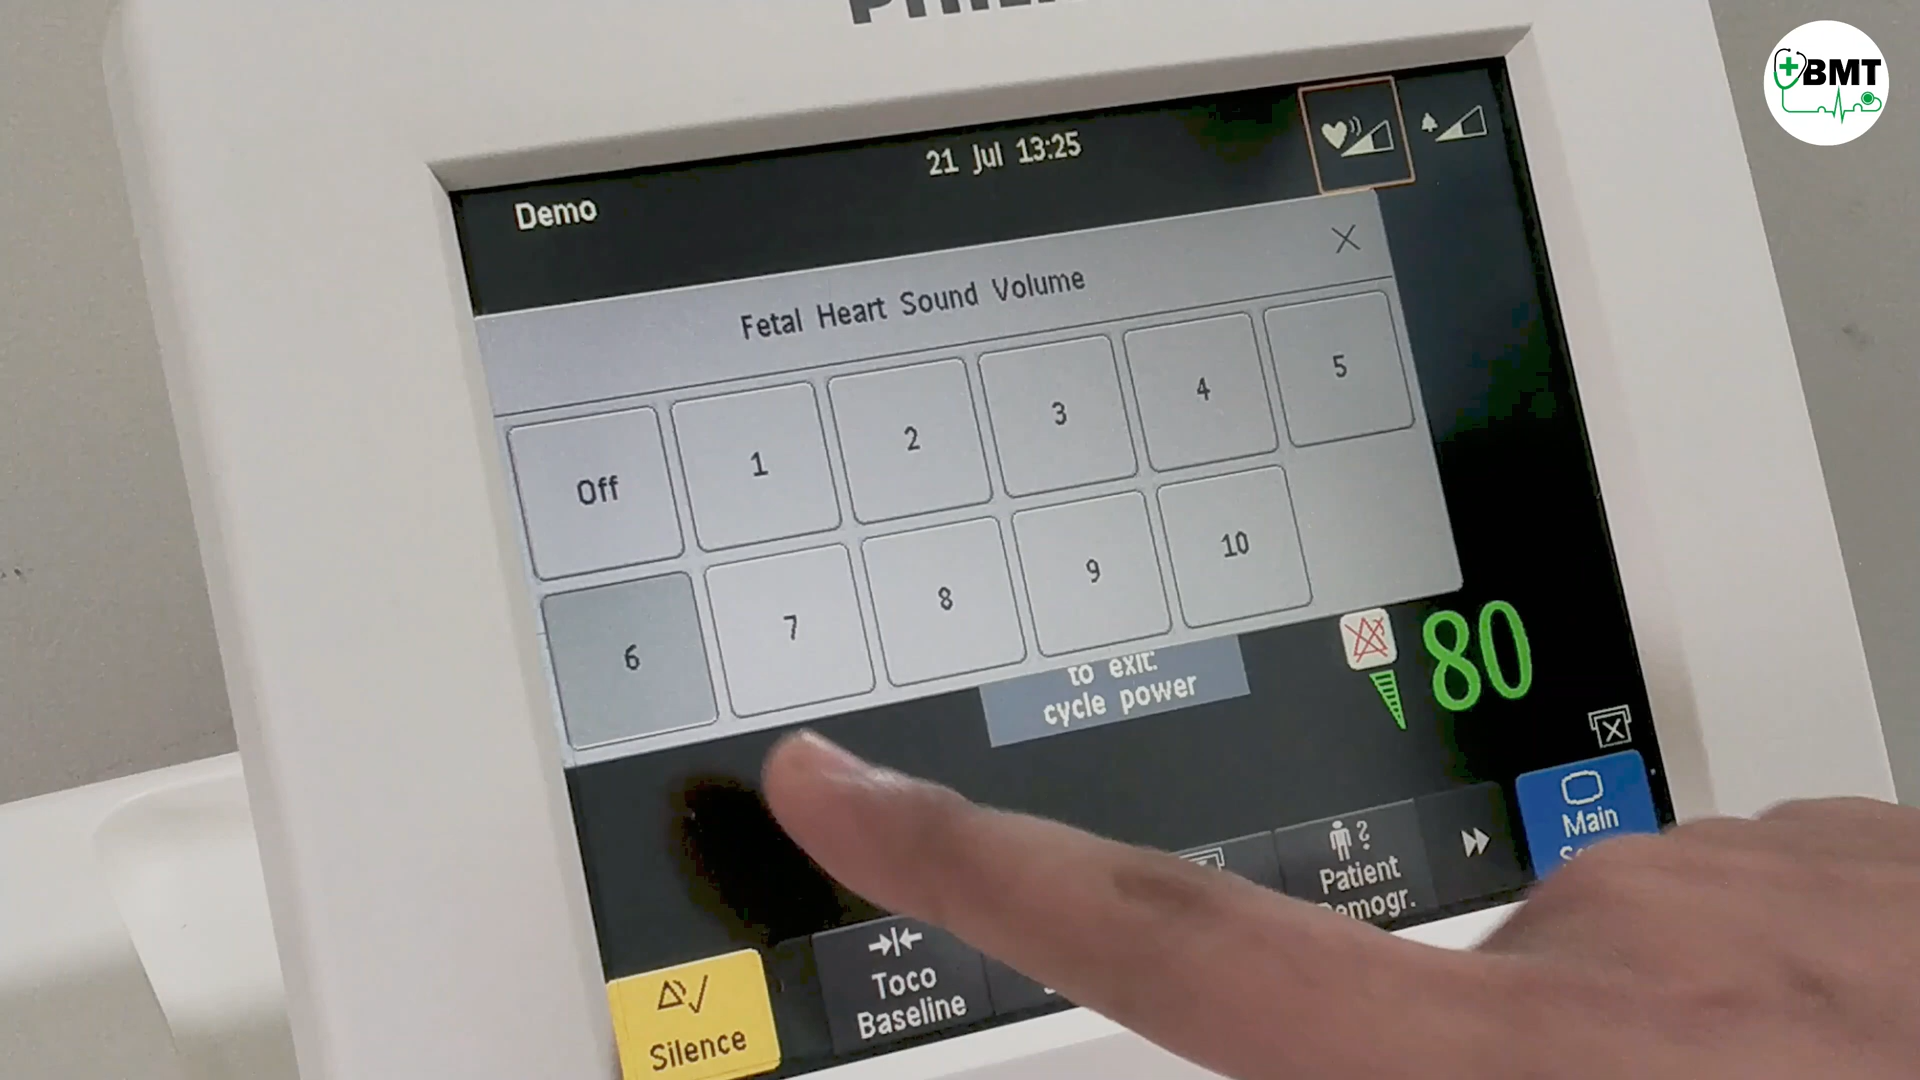 BMT
21 Jul 13:25
Demo
Fetal Heart Sound Volume
Off 1 2 3 4 5
6 7 8 9 10
to exit:
cycle power
80
Main
Patient
?
Toco
Baseline
Silence